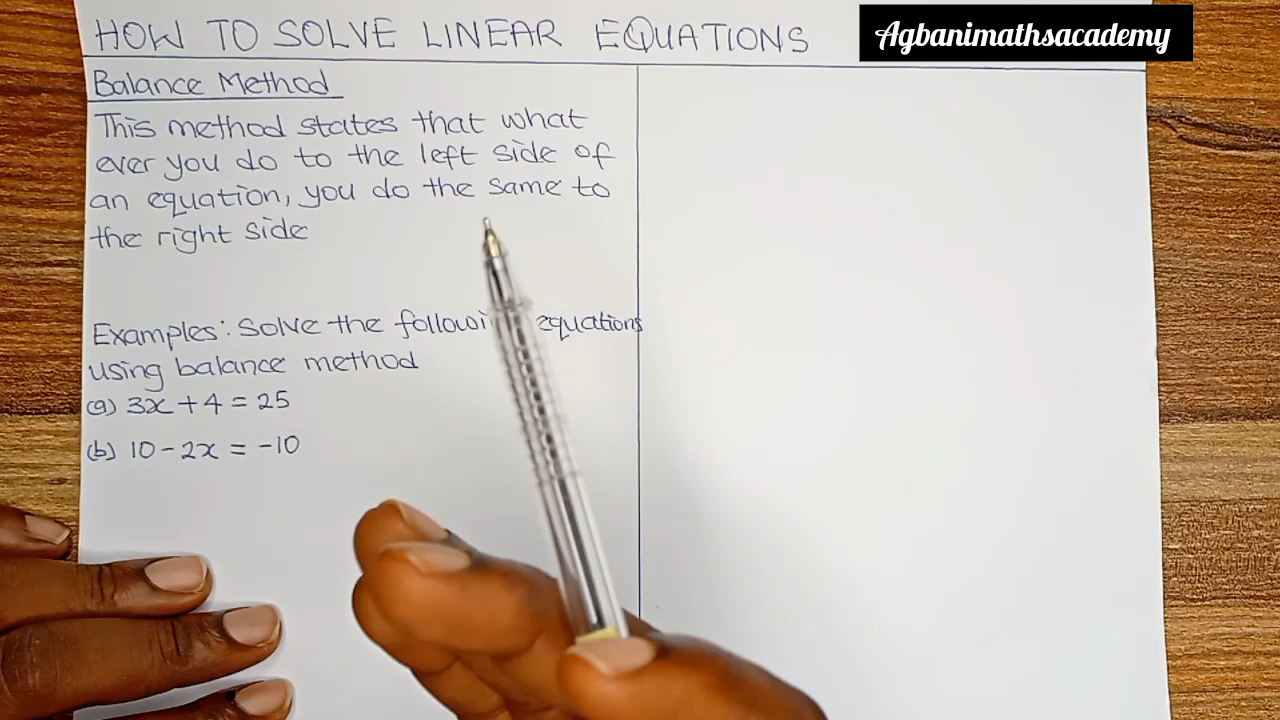 HOW TO SOLVE LINEAR EQUATIONS
Agbanimathsacademy
Balance Method
This method states that what
ever you do to the left side of
an equation, you do the same to
the right side
Examples: Solve the following equations
using balance method
(a) 3x + 4 = 25
(b) 10 - 2x = -10